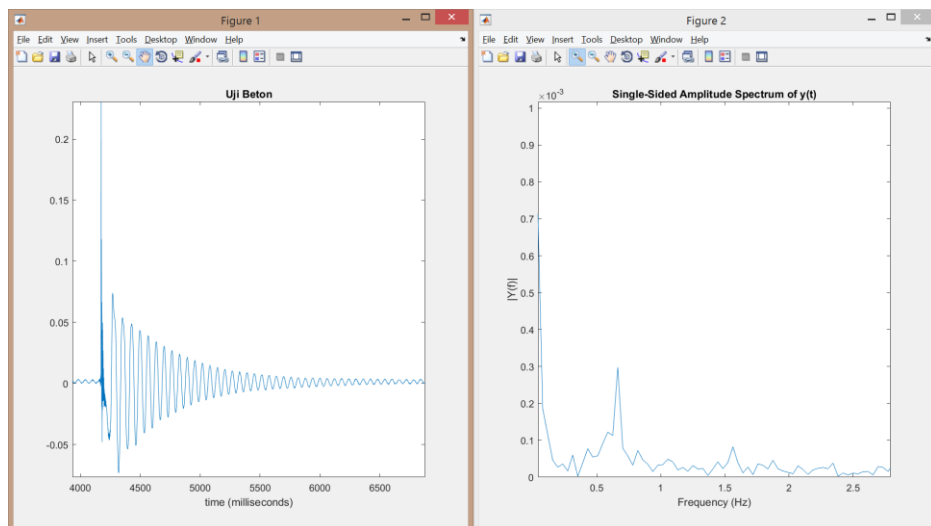 Figure 1
File Edit View Insert Tools Desktop Window Help
Uji Beton
0.2
0.15
0.1
0.05
0
-0.05
4000 4500 5000 5500 6000 6500
time (milliseconds)
Figure 2
File Edit View Insert Tools Desktop Window Help
×10⁻³ Single-Sided Amplitude Spectrum of y(t)
1
0.9
0.8
0.7
0.6
0.5
0.4
0.3
0.2
0.1
0
|Y(f)|
0.5 1 1.5 2 2.5
Frequency (Hz)